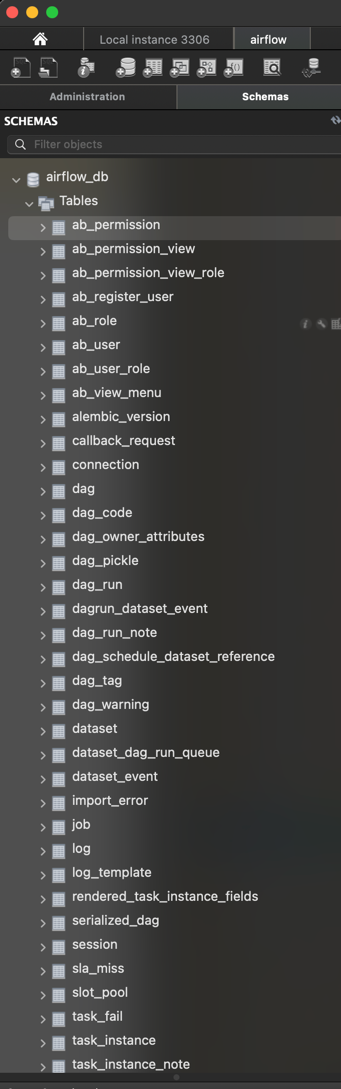 Local instance 3306 airflow
Administration Schemas
SCHEMAS
Filter objects
airflow_db
Tables
ab_permission
ab_permission_view
ab_permission_view_role
ab_register_user
ab_role
ab_user
ab_user_role
ab_view_menu
alembic_version
callback_request
connection
dag
dag_code
dag_owner_attributes
dag_pickle
dag_run
dagrun_dataset_event
dag_run_note
dag_schedule_dataset_reference
dag_tag
dag_warning
dataset
dataset_dag_run_queue
dataset_event
import_error
job
log
log_template
rendered_task_instance_fields
serialized_dag
session
sla_miss
slot_pool
task_fail
task_instance
task_instance_note